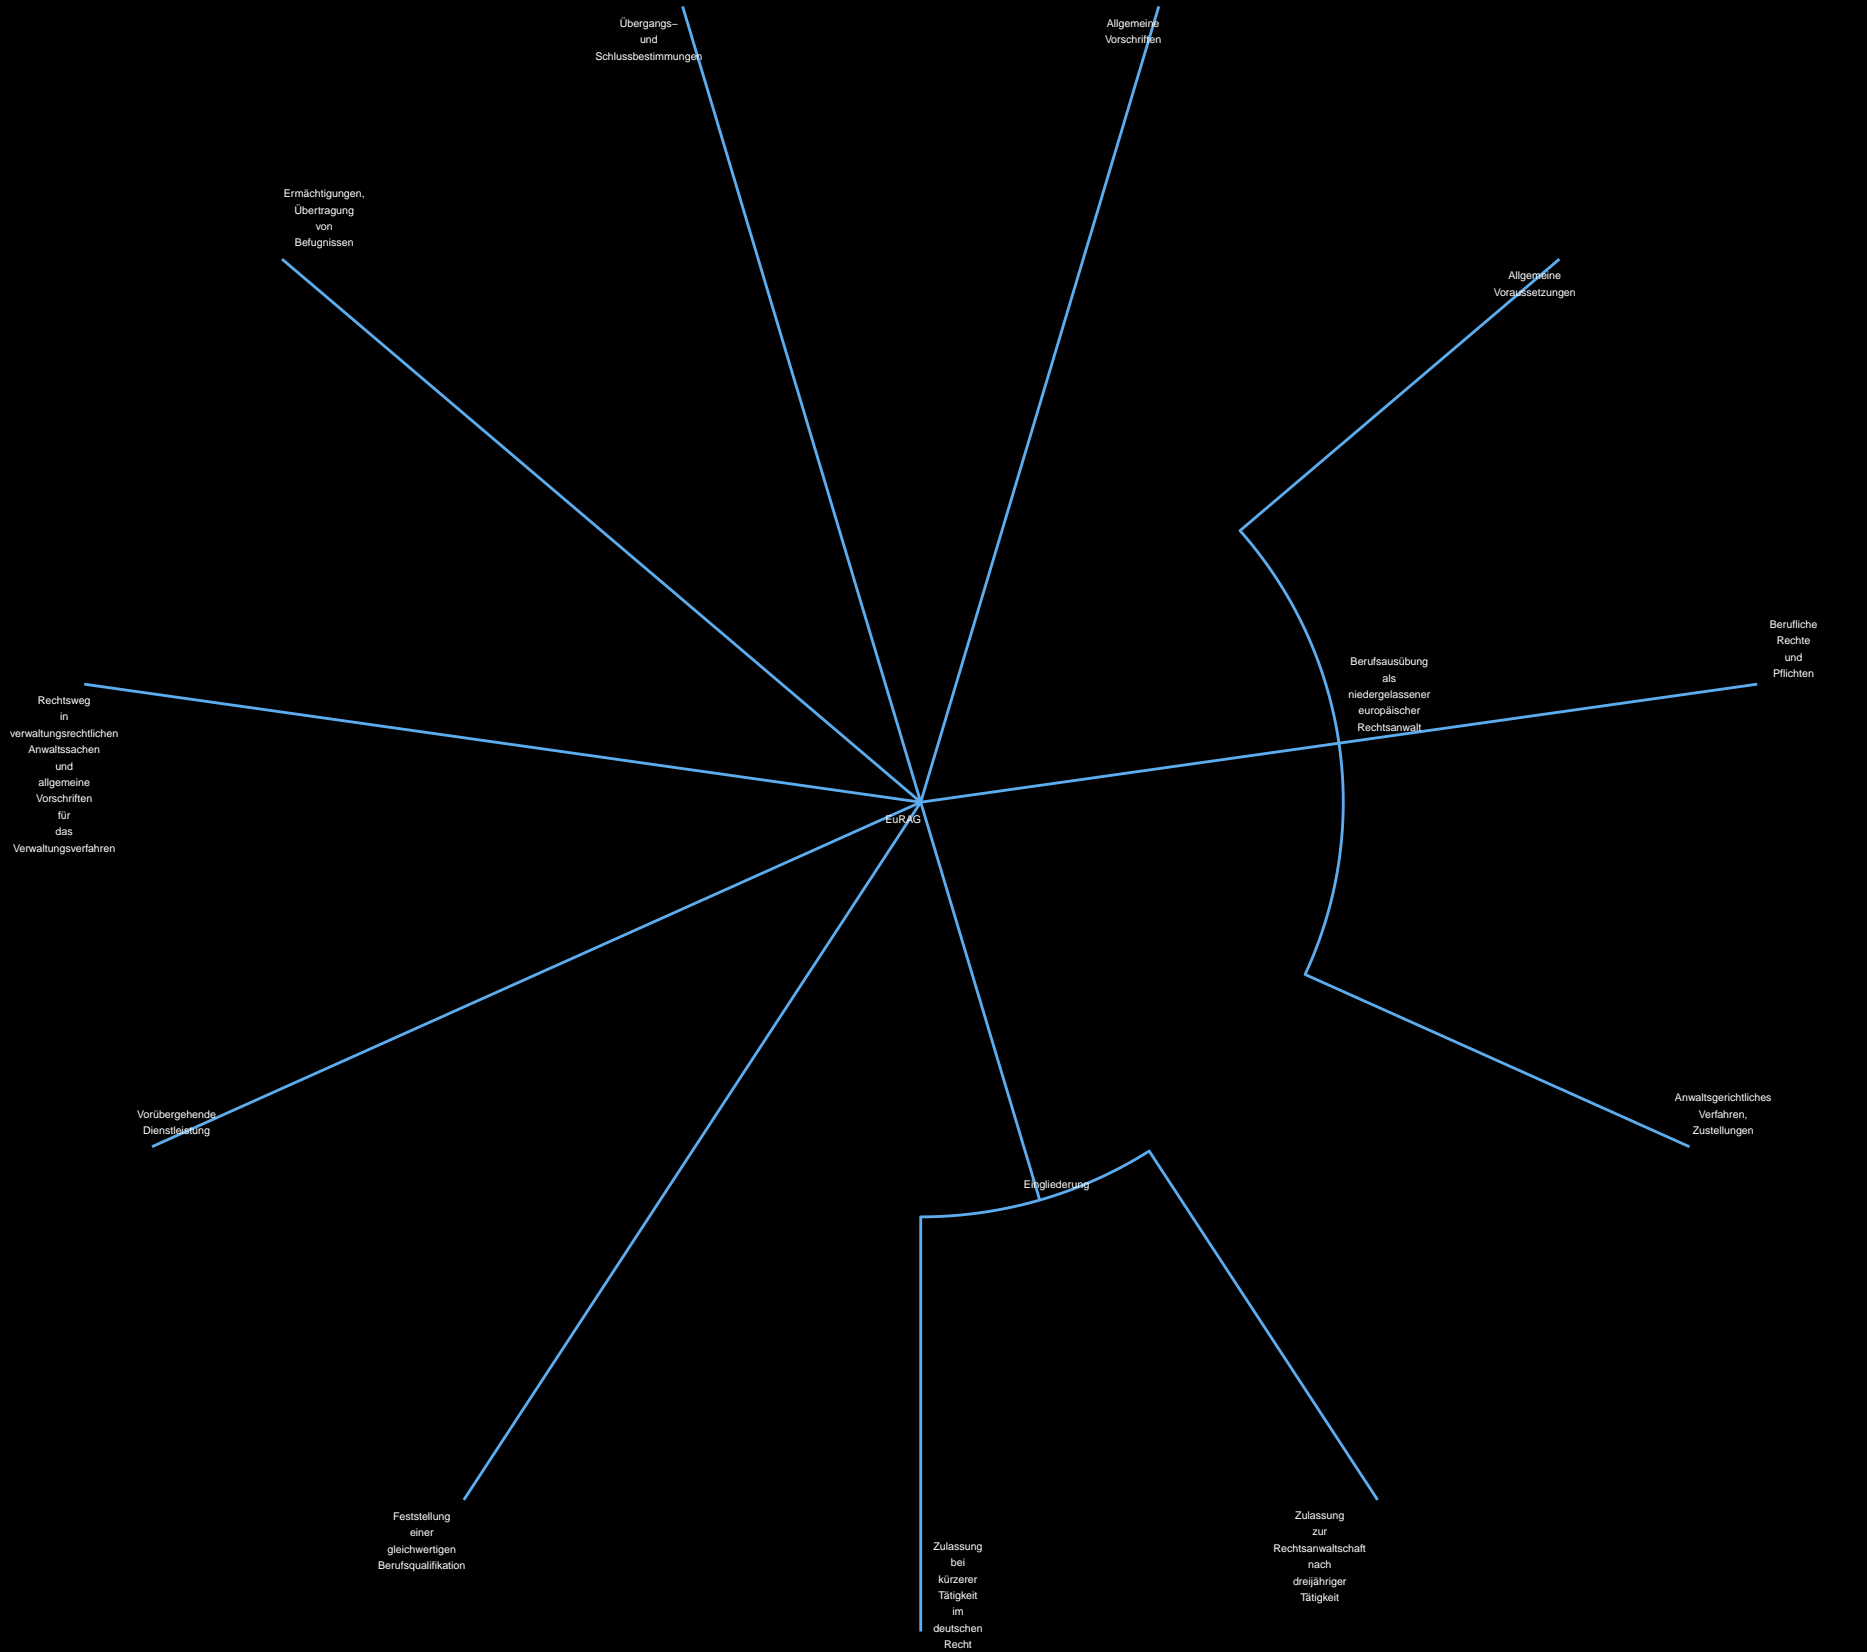 Übergangs–
und
Schlussbestimmungen
Allgemeine
Vorschriften
Ermächtigungen,
Übertragung
von
Befugnissen
Allgemeine
Voraussetzungen
Berufliche
Rechte
und
Pflichten
Berufsausübung
als
niedergelassener
europäischer
Rechtsanwalt
Rechtsweg
in
verwaltungsrechtlichen
Anwaltssachen
und
allgemeine
Vorschriften
für
das
Verwaltungsverfahren
EuRAG
Vorübergehende
Dienstleistung
Anwaltsgerichtliches
Verfahren,
Zustellungen
Eingliederung
Feststellung
einer
gleichwertigen
Berufsqualifikation
Zulassung
bei
kürzerer
Tätigkeit
im
deutschen
Recht
Zulassung
zur
Rechtsanwaltschaft
nach
dreijähriger
Tätigkeit